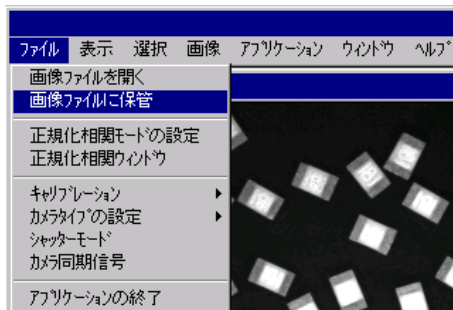 ファイル 表示 選択 画像 アプリケーション ウィンドウ ヘルプ
画像ファイルを開く
画像ファイルに保管
正規化相関モードの設定
正規化相関ウィンドウ
キャリブレーション
カメラタイプの設定
シャッターモード
カメラ同期信号
アプリケーションの終了